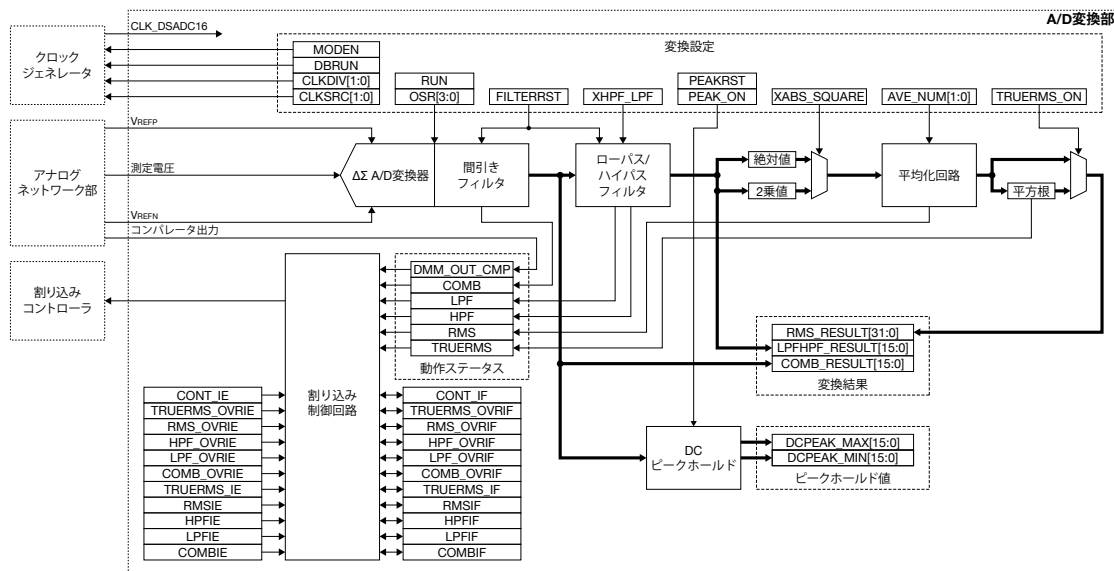 A/D変換部
CLK_DSADC16
クロック
ジェネレータ
変換設定
MODEN
DBRUN
CLKDIV[1:0]
CLKSRC[1:0]
RUN
OSR[3:0]
FILTERRST
XHPF_LPF
PEAKRST
PEAK_ON
XABS_SQUARE
AVE_NUM[1:0]
TRUERMS_ON
VREFP
アナログ
ネットワーク部
測定電圧
ΔΣ A/D変換器
間引き
フィルタ
ローパス/
ハイパス
フィルタ
絶対値
2乗値
平均化回路
平方根
VREFN
コンパレータ出力
割り込み
コントローラ
DMM_OUT_CMP
COMB
LPF
HPF
RMS
TRUERMS
動作ステータス
RMS_RESULT[31:0]
LPFHPF_RESULT[15:0]
COMB_RESULT[15:0]
変換結果
割り込み
制御回路
CONT_IE
TRUERMS_OVRIE
RMS_OVRIE
HPF_OVRIE
LPF_OVRIE
COMB_OVRIE
TRUERMS_IE
RMSIE
HPFIE
LPFIE
COMBIE
CONT_IF
TRUERMS_OVRIF
RMS_OVRIF
HPF_OVRIF
LPF_OVRIF
COMB_OVRIF
TRUERMS_IF
RMSIF
HPFIF
LPFIF
COMBIF
DC
ピークホールド
DCPEAK_MAX[15:0]
DCPEAK_MIN[15:0]
ピークホールド値